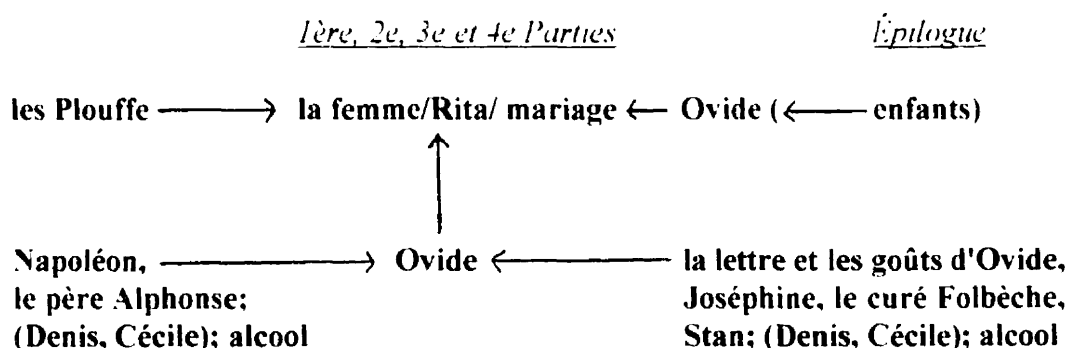 1ère, 2e, 3e et 4e Parties Épilogue
les Plouffe ⟶ la femme/Rita/ mariage ← Ovide (⟵ enfants)
Napoléon, ⟶ Ovide ⟵ la lettre et les goûts d'Ovide,
le père Alphonse; Joséphine, le curé Folbèche,
(Denis, Cécile); alcool Stan; (Denis, Cécile); alcool